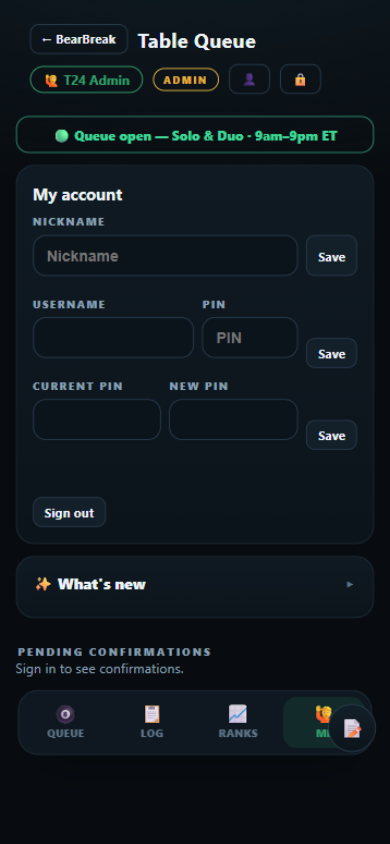 ← BearBreak Table Queue
T24 Admin ADMIN
Queue open — Solo & Duo · 9am–9pm ET
My account
NICKNAME
Nickname Save
USERNAME PIN
PIN Save
CURRENT PIN NEW PIN
Save
Sign out
What's new
PENDING CONFIRMATIONS
Sign in to see confirmations.
QUEUE LOG RANKS